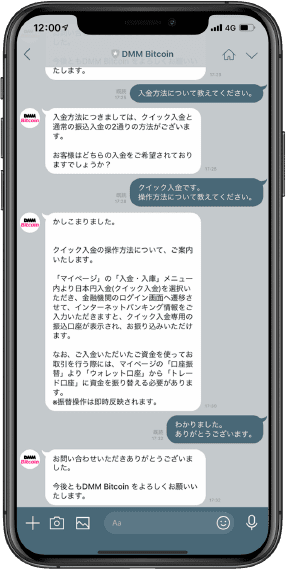 12:00
4G
DMM Bitcoin
たします。
既読
入金方法について教えてください。
DMM
Bitcoin
入金方法につきましては、クイック入金と
通常の振込入金の2通りの方法がございま
す。
お客様はどちらの入金をご希望されており
ますでしょうか？
既読
クイック入金です。
操作方法について教えてください。
DMM
Bitcoin
かしこまりました。
クイック入金の操作方法について、ご案内
いたします。
「マイページ」の「入金・入庫」メニュー
内より日本円入金(クイック入金)を選択い
ただき、金融機関のログイン画面へ遷移さ
せて、インターネットバンキング情報をご
入力いただきますと、クイック入金専用の
振込口座が表示され、お振り込みいただけ
ます。
なお、ご入金いただいたご資金を使ってお
取引を行う際には、マイページの「口座振
替」より「ウォレット口座」から「トレー
ド口座」に資金を振り替える必要がありま
す。
※振替操作は即時反映されます。
既読
わかりました。
ありがとうございます。
DMM
Bitcoin
お問い合わせいただきありがとうございま
した。
今後ともDMM Bitcoin をよろしくお願いい
たします。
Aa